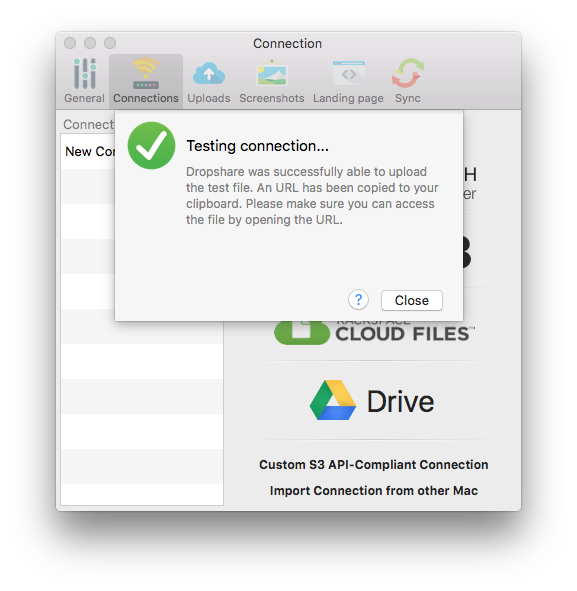 Connection
General Connections Uploads Screenshots Landing page Sync
Connect
New Con
Testing connection...
Dropshare was successfully able to upload
the test file. An URL has been copied to your
clipboard. Please make sure you can access
the file by opening the URL.
? Close
H
er
3
RACKSPACE
CLOUD FILES™
Drive
Custom S3 API-Compliant Connection
Import Connection from other Mac